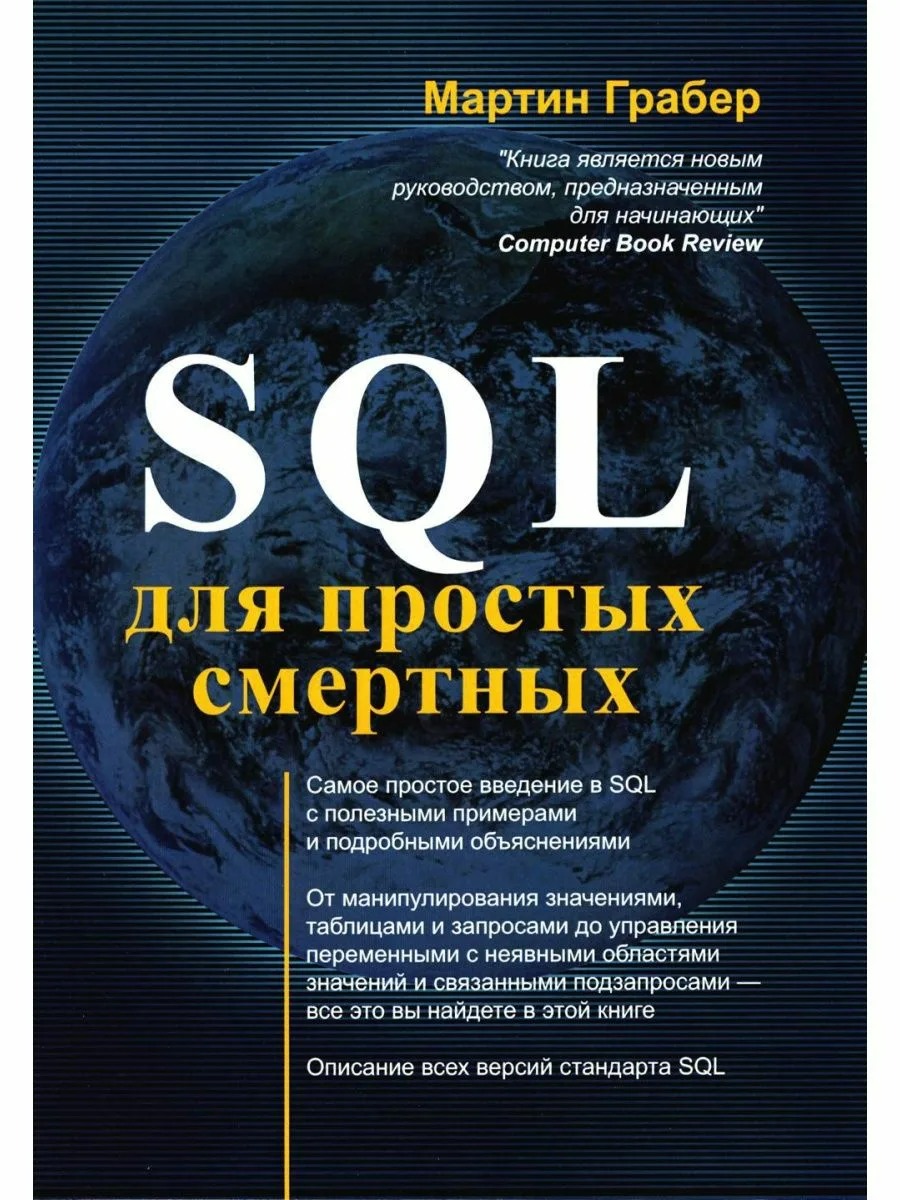 Мартин Грабер
"Книга является новым
руководством, предназначенным
для начинающих"
Computer Book Review
SQL
для простых
смертных
Самое простое введение в SQL
с полезными примерами
и подробными объяснениями
От манипулирования значениями,
таблицами и запросами до управления
переменными с неявными областями
значений и связанными подзапросами —
все это вы найдете в этой книге
Описание всех версий стандарта SQL